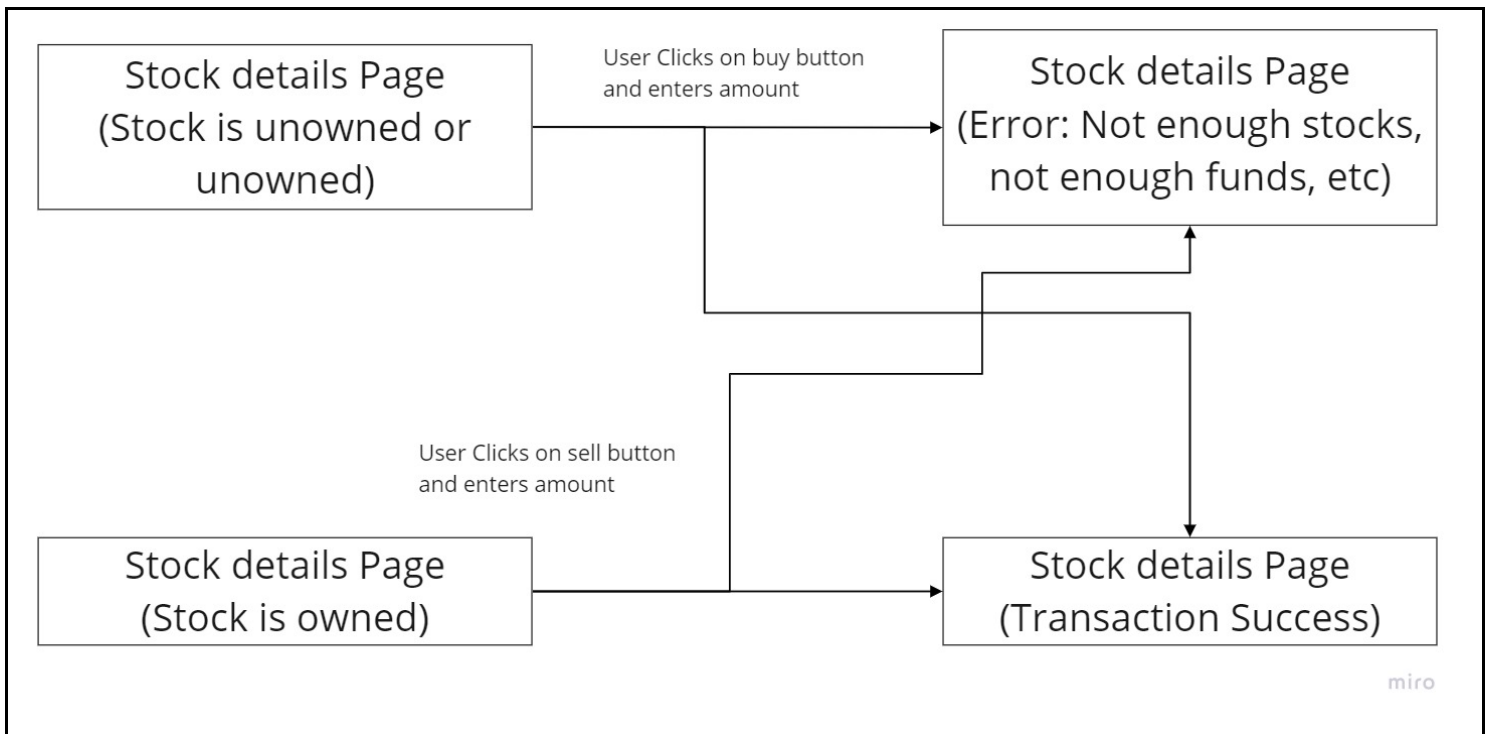 Stock details Page
(Stock is unowned or
unowned)
User Clicks on buy button
and enters amount
Stock details Page
(Error: Not enough stocks,
not enough funds, etc)
User Clicks on sell button
and enters amount
Stock details Page
(Stock is owned)
Stock details Page
(Transaction Success)
miro